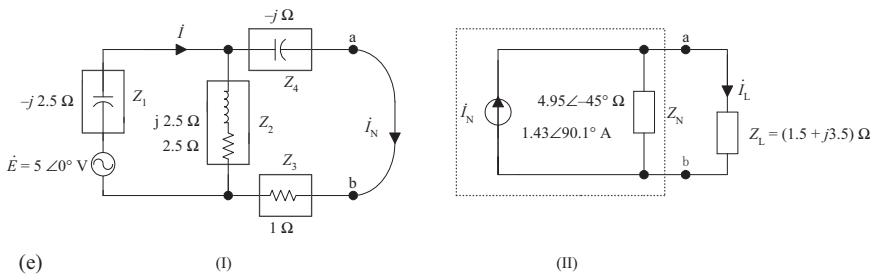 –j Ω
İ
a
Z4
–j 2.5 Ω
Z1
j 2.5 Ω
2.5 Ω
Z2
İN
Ė = 5 ∠0° V
Z3
b
1 Ω
(e)
(I)
a
İL
İN
4.95∠–45° Ω
1.43∠90.1° A
ZN
ZL = (1.5 + j3.5) Ω
b
(II)